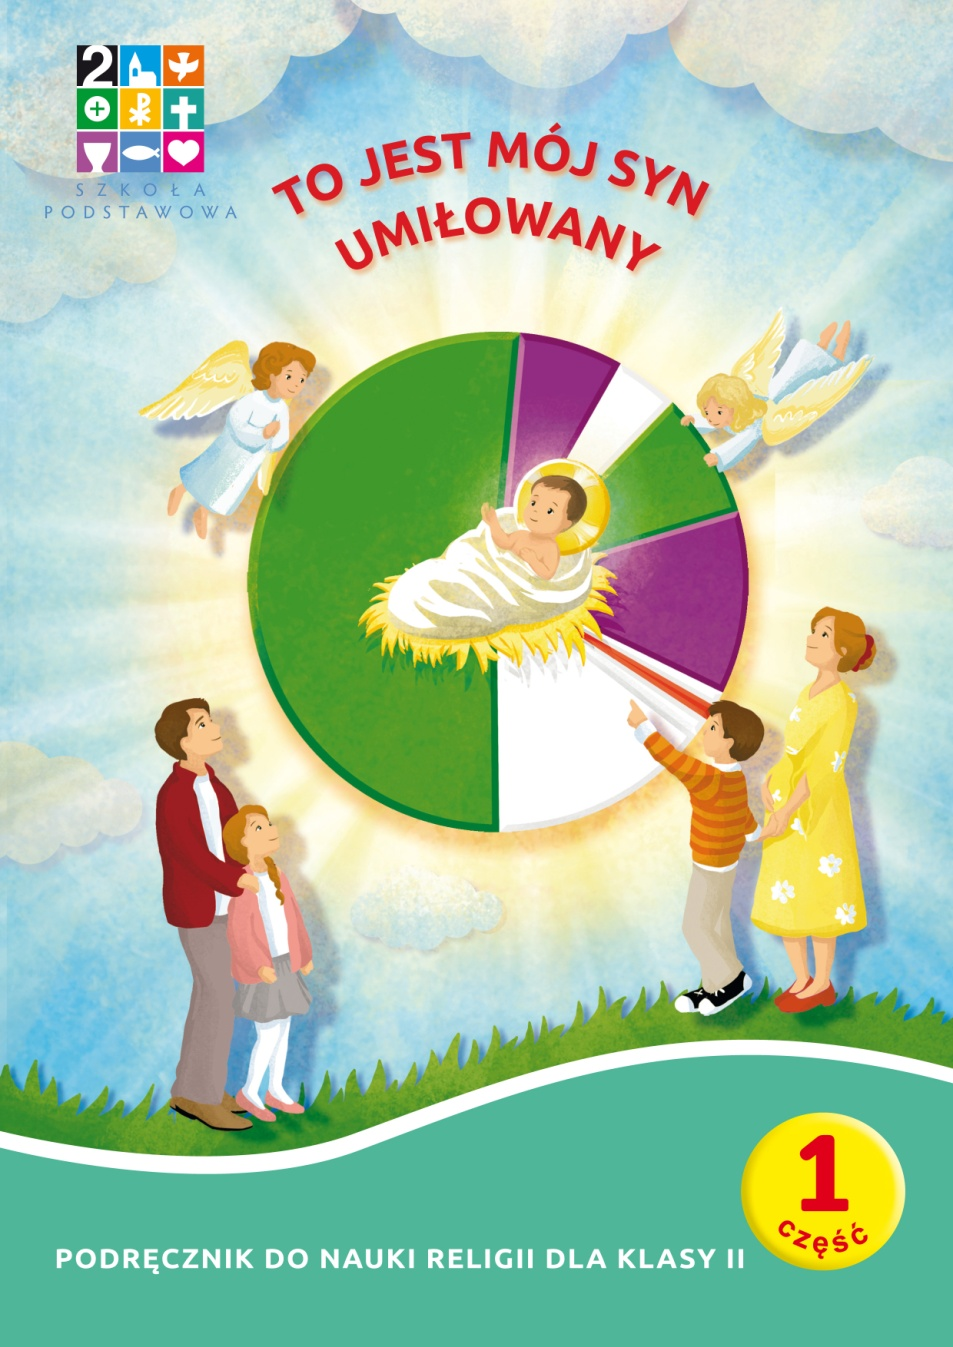 2
SZKOŁA
PODSTAWOWA
TO JEST MÓJ SYN
UMIŁOWANY
1
część
PODRĘCZNIK DO NAUKI RELIGII DLA KLASY II